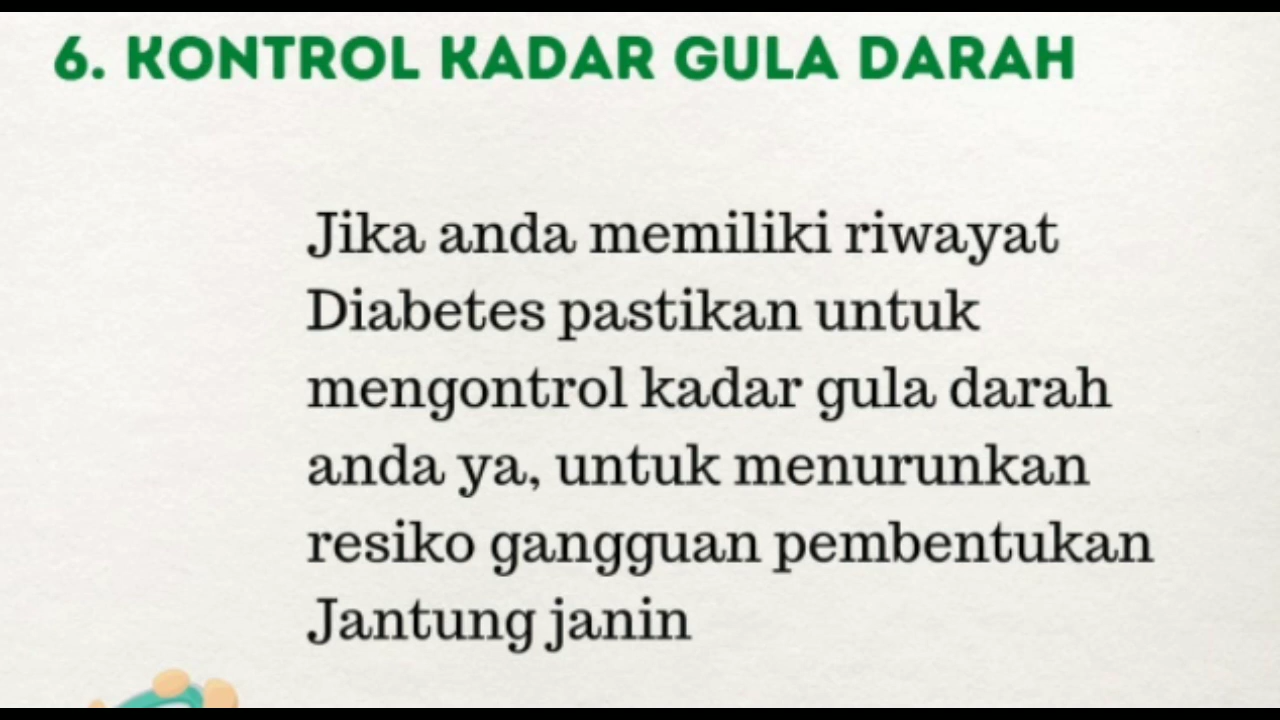 6. KONTROL KADAR GULA DARAH
Jika anda memiliki riwayat
Diabetes pastikan untuk
mengontrol kadar gula darah
anda ya, untuk menurunkan
resiko gangguan pembentukan
Jantung janin